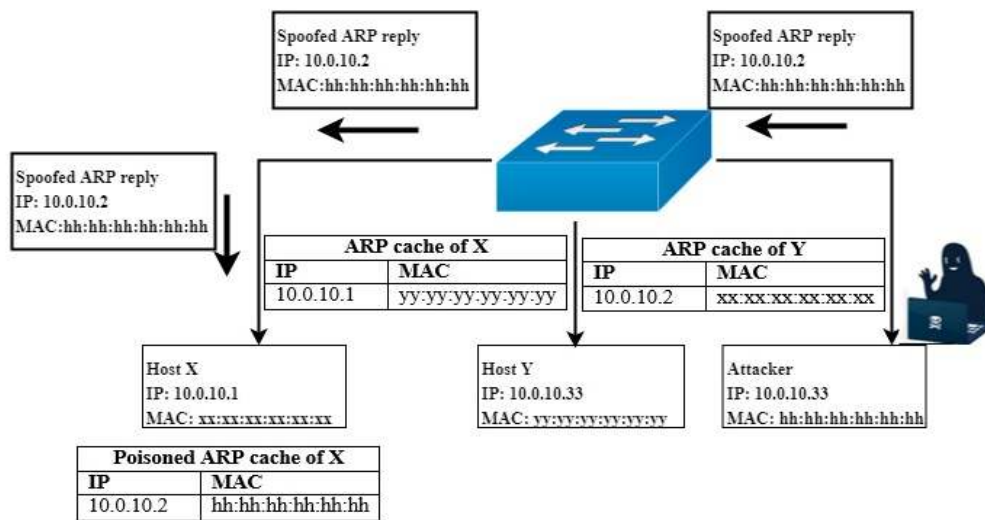 Spoofed ARP reply
IP: 10.0.10.2
MAC:hh:hh:hh:hh:hh:hh
Spoofed ARP reply
IP: 10.0.10.2
MAC:hh:hh:hh:hh:hh:hh
Spoofed ARP reply
IP: 10.0.10.2
MAC:hh:hh:hh:hh:hh:hh
ARP cache of X
IP MAC
10.0.10.1 yy:yy:yy:yy:yy:yy
ARP cache of Y
IP MAC
10.0.10.2 xx:xx:xx:xx:xx:xx
Host X
IP: 10.0.10.1
MAC: xx:xx:xx:xx:xx:xx
Host Y
IP: 10.0.10.33
MAC: yy:yy:yy:yy:yy:yy
Attacker
IP: 10.0.10.33
MAC: hh:hh:hh:hh:hh:hh
Poisoned ARP cache of X
IP MAC
10.0.10.2 hh:hh:hh:hh:hh:hh